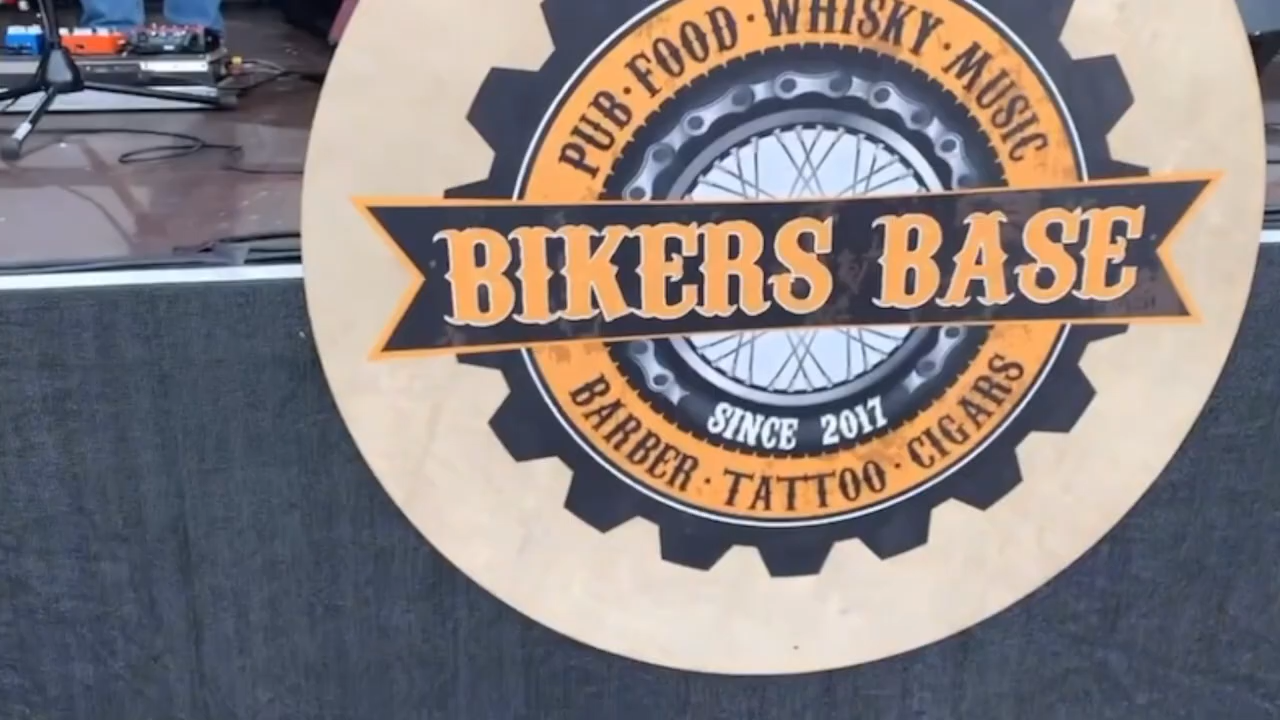 PUB · FOOD · WHISKY · MUSIC
BIKERS BASE
SINCE 2017
BARBER · TATTOO · CIGARS